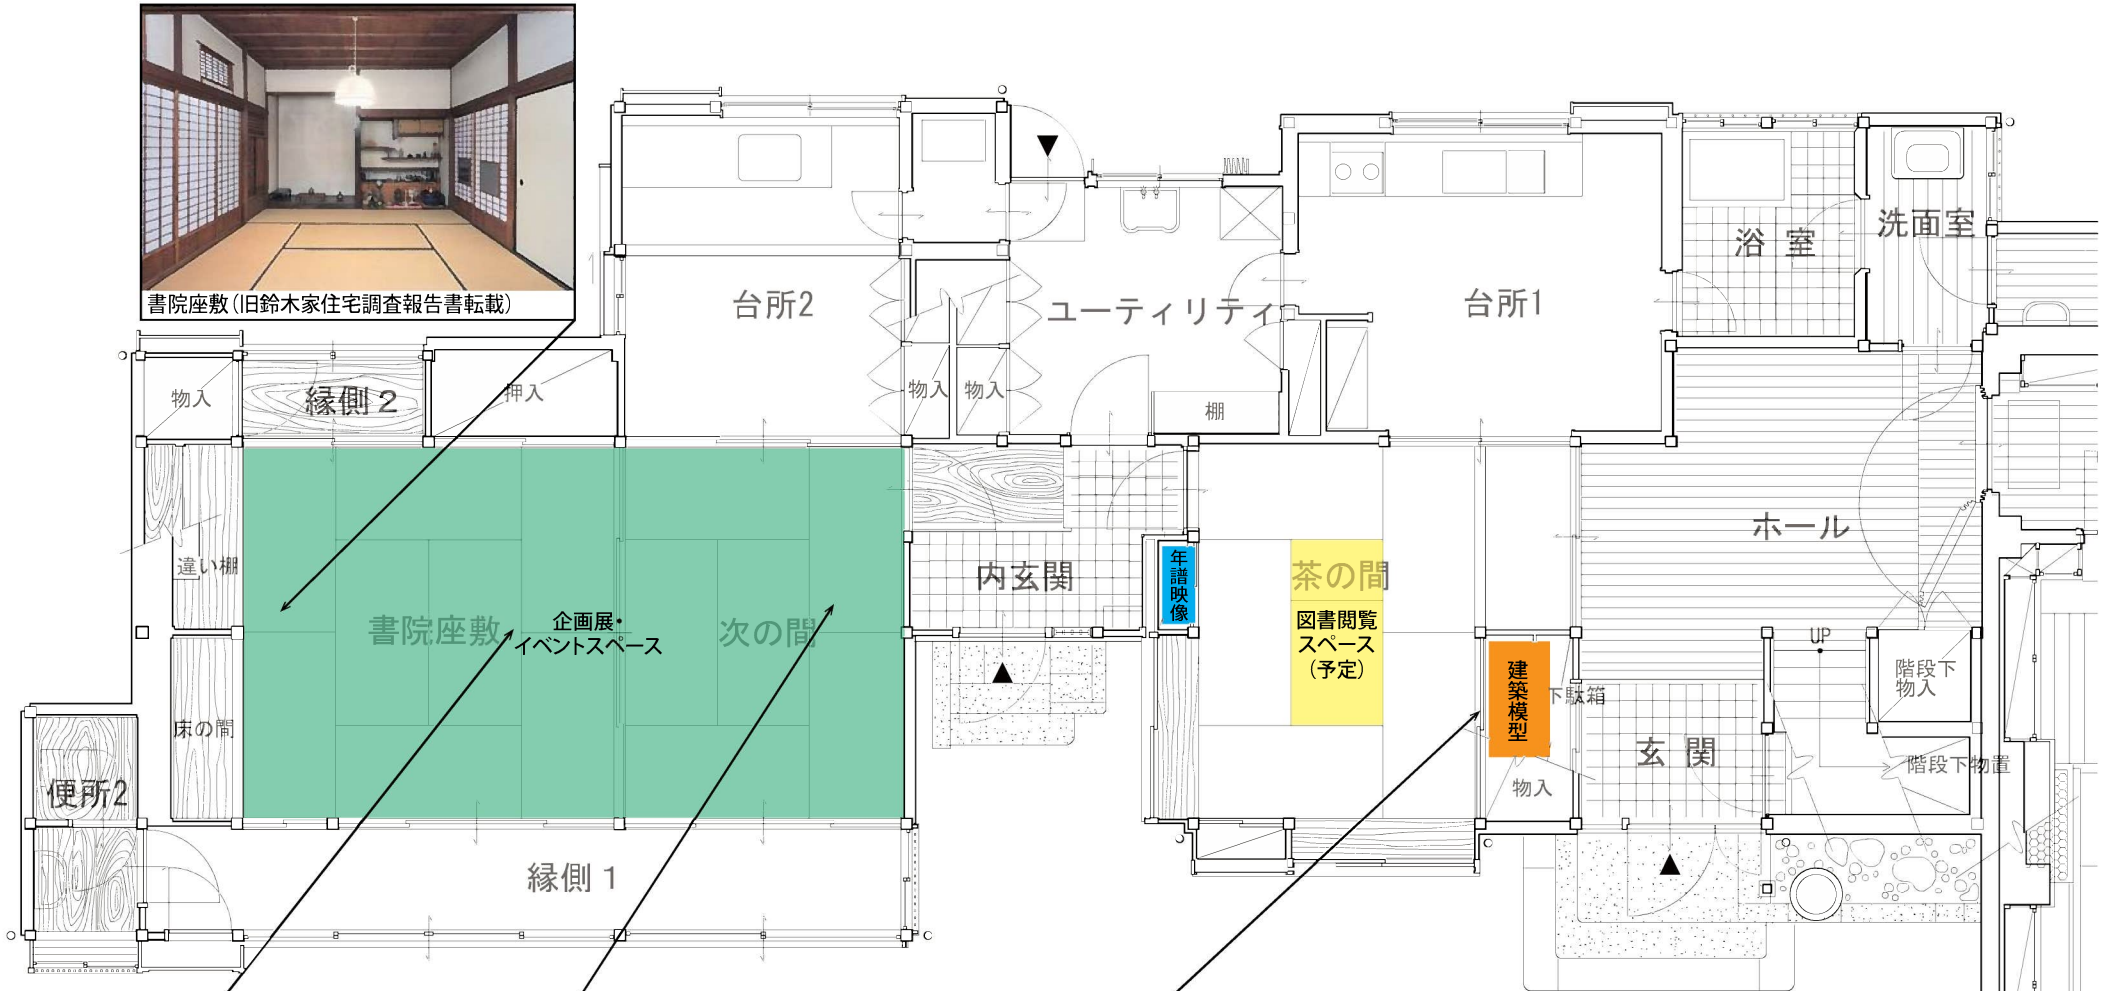 書院座敷（旧鈴木家住宅調査報告書転載）
台所2
ユーティリティ
台所1
浴室
洗面室
物入
縁側２
押入
物入
物入
棚
違い棚
書院座敷
企画展・
イベントスペース
次の間
内玄関
年譜映像
茶の間
図書閲覧
スペース
（予定）
ホール
UP
階段下
物入
建築模型
下駄箱
床の間
便所2
玄関
階段下物置
物入
縁側 1